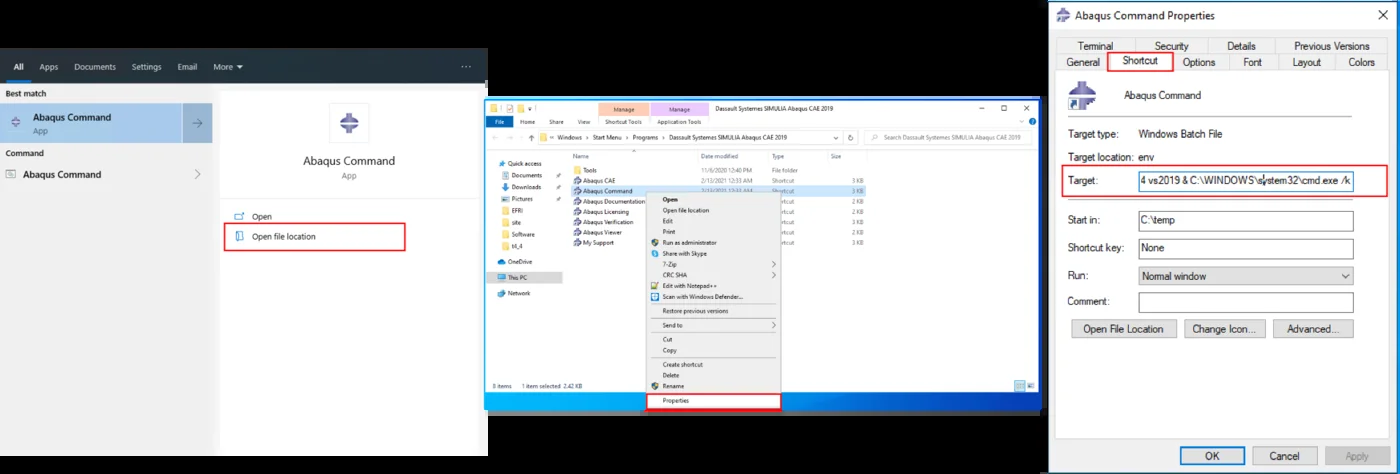 All Apps Documents Settings Email More ...
Best match
Abaqus Command
App
Command
Abaqus Command
Abaqus Command
App
Open
Open file location
Manage Manage Dassault Systemes SIMULIA Abaqus CAE 2019
File Home Share View Shortcut Tools Application Tools
Windows > Start Menu > Programs > Dassault Systemes SIMULIA Abaqus CAE 2019
Search Dassault Systemes SIMULIA Abaqus CAE 2019
Quick access
Documents
Downloads
Pictures
EFRI
site
Software
OneDrive
This PC
Network
Name Date modified Type Size
Tools 11/6/2020 12:40 PM File folder
Abaqus CAE 2/13/2021 12:33 AM Shortcut 3 KB
Abaqus Command Shortcut 3 KB
Abaqus Documentation Shortcut 2 KB
Abaqus Licensing Shortcut 2 KB
Abaqus Verification Shortcut 3 KB
Abaqus Viewer Shortcut 2 KB
My Support Shortcut 3 KB
Open
Open file location
Edit
Print
Run as administrator
Share with Skype
7-Zip
CRC SHA
Edit with Notepad++
Scan with Windows Defender...
Restore previous versions
Send to
Cut
Copy
Create shortcut
Delete
Rename
Properties
8 items 1 item selected 2.42 KB
Abaqus Command Properties
Terminal Security Details Previous Versions
General Shortcut Options Font Layout Colors
Abaqus Command
Target type: Windows Batch File
Target location: env
Target: 4 vs2019 & C:\WINDOWS\system32\cmd.exe /k
Start in: C:\temp
Shortcut key: None
Run: Normal window
Comment:
Open File Location Change Icon... Advanced...
OK Cancel Apply